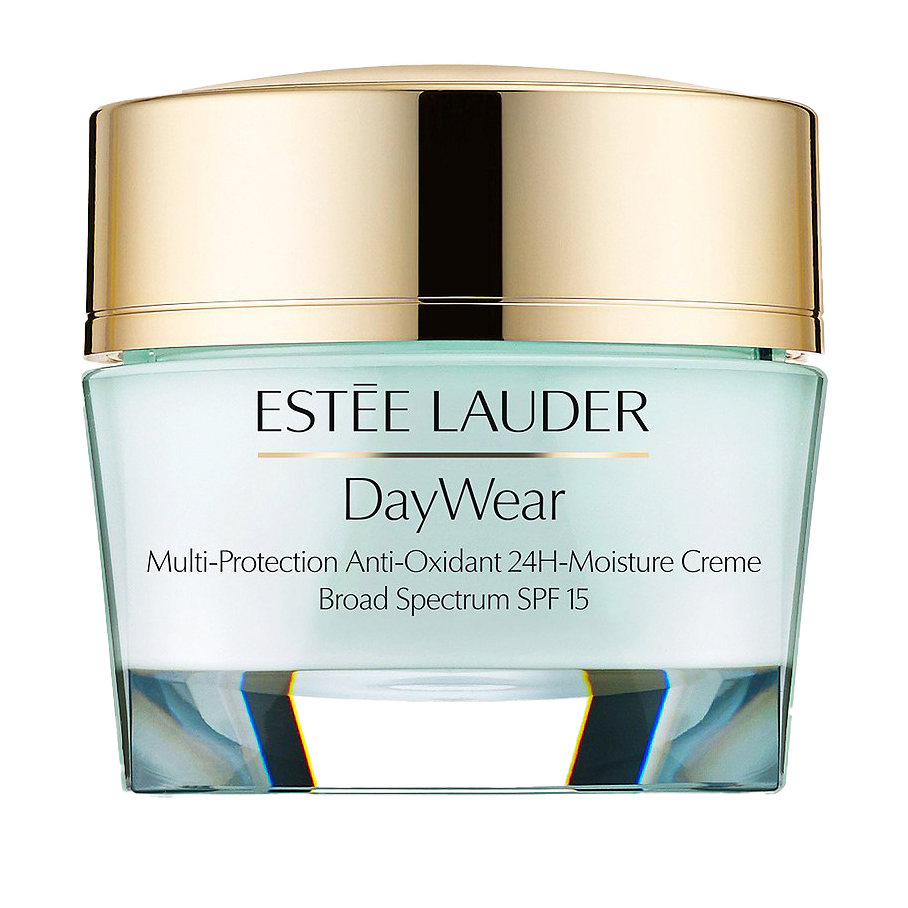 ESTĒE LAUDER
DayWear
Multi-Protection Anti-Oxidant 24H-Moisture Creme
Broad Spectrum SPF 15